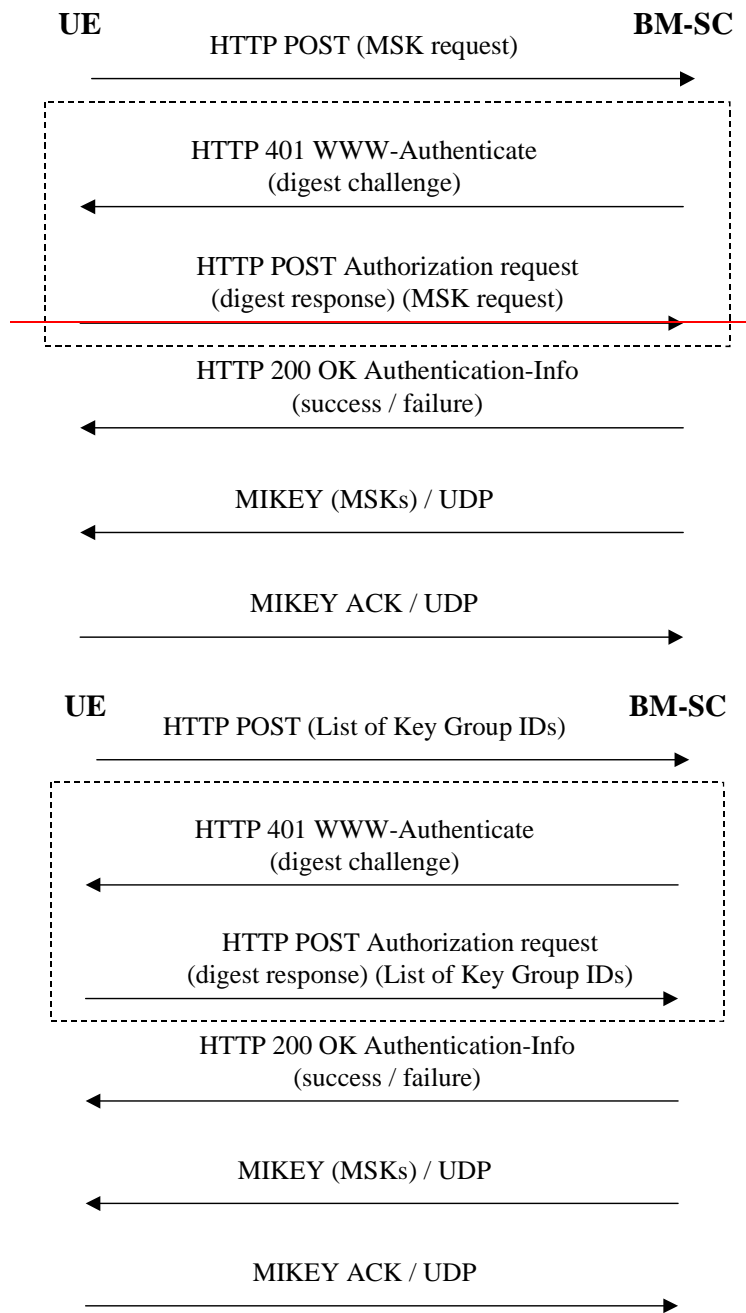 UE BM-SC
HTTP POST (MSK request)
HTTP 401 WWW-Authenticate
(digest challenge)
HTTP POST Authorization request
(digest response) (MSK request)
HTTP 200 OK Authentication-Info
(success / failure)
MIKEY (MSKs) / UDP
MIKEY ACK / UDP
UE BM-SC
HTTP POST (List of Key Group IDs)
HTTP 401 WWW-Authenticate
(digest challenge)
HTTP POST Authorization request
(digest response) (List of Key Group IDs)
HTTP 200 OK Authentication-Info
(success / failure)
MIKEY (MSKs) / UDP
MIKEY ACK / UDP